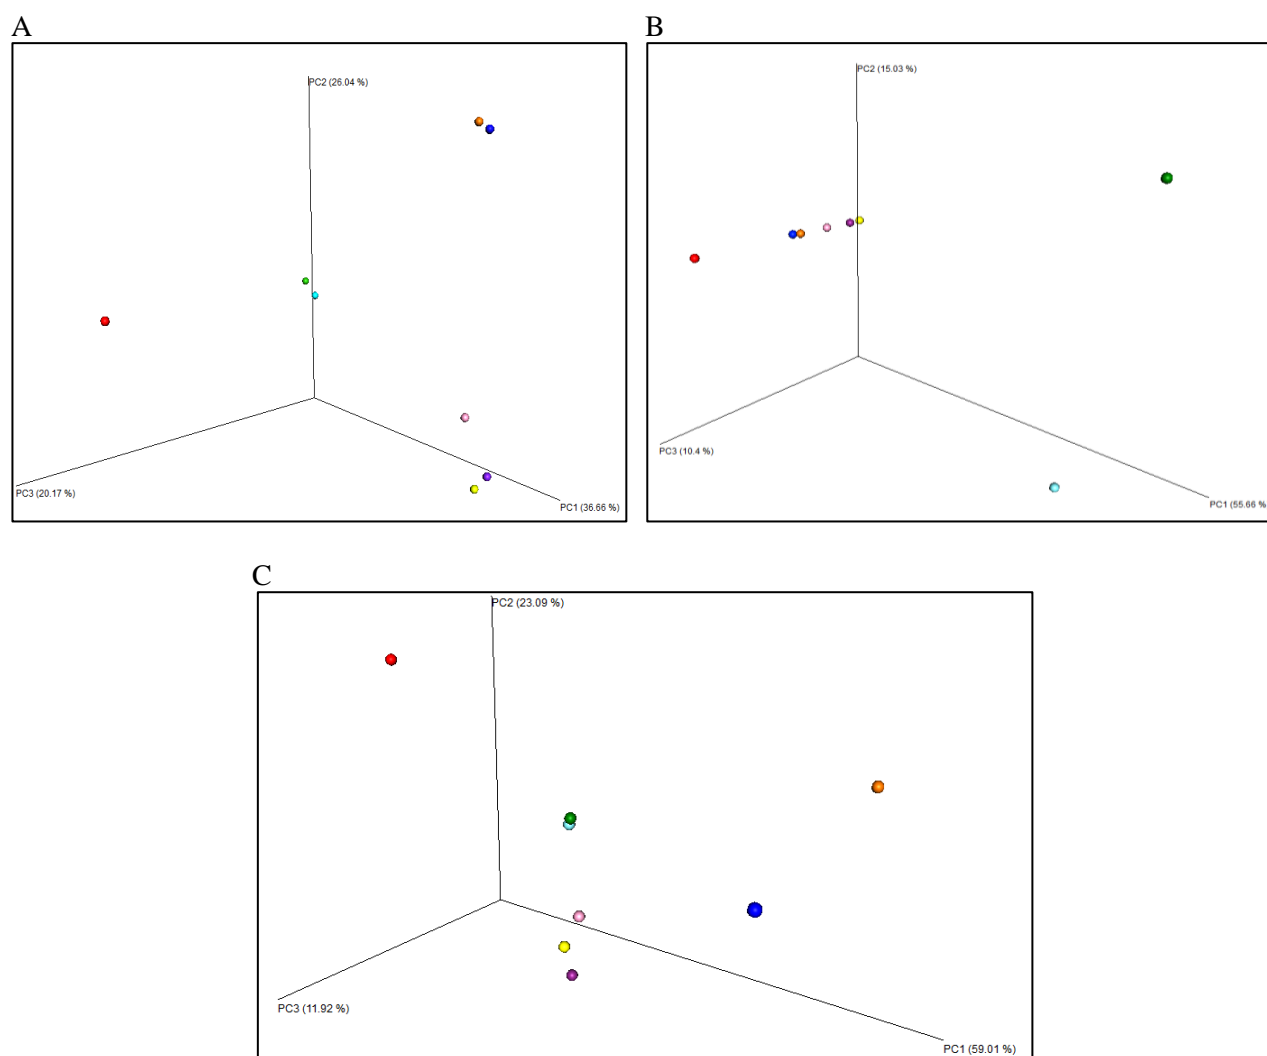 A
B
PC2 (26.04 %)
PC2 (15.03 %)
PC3 (20.17 %)
PC1 (36.66 %)
PC3 (10.4 %)
PC1 (55.66 %
C
PC2 (23.09 %)
PC3 (11.92 %)
PC1 (59.01 %)